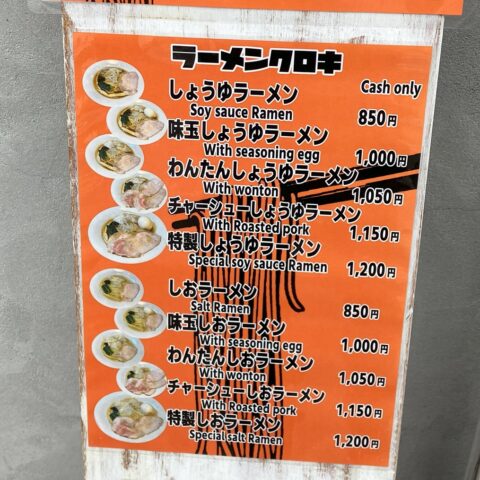 ラーメンクロキ
Cash only
しょうゆラーメン
Soy sauce Ramen 850円
味玉しょうゆラーメン
With seasoning egg 1,000円
わんたんしょうゆラーメン
With wonton 1,050円
チャーシューしょうゆラーメン
With Roasted pork 1,150円
特製しょうゆラーメン
Special soy sauce Ramen 1,200円
しおラーメン
Salt Ramen 850円
味玉しおラーメン
With seasoning egg 1,000円
わんたんしおラーメン
With wonton 1,050円
チャーシューしおラーメン
With Roasted pork 1,150円
特製しおラーメン
Special salt Ramen 1,200円